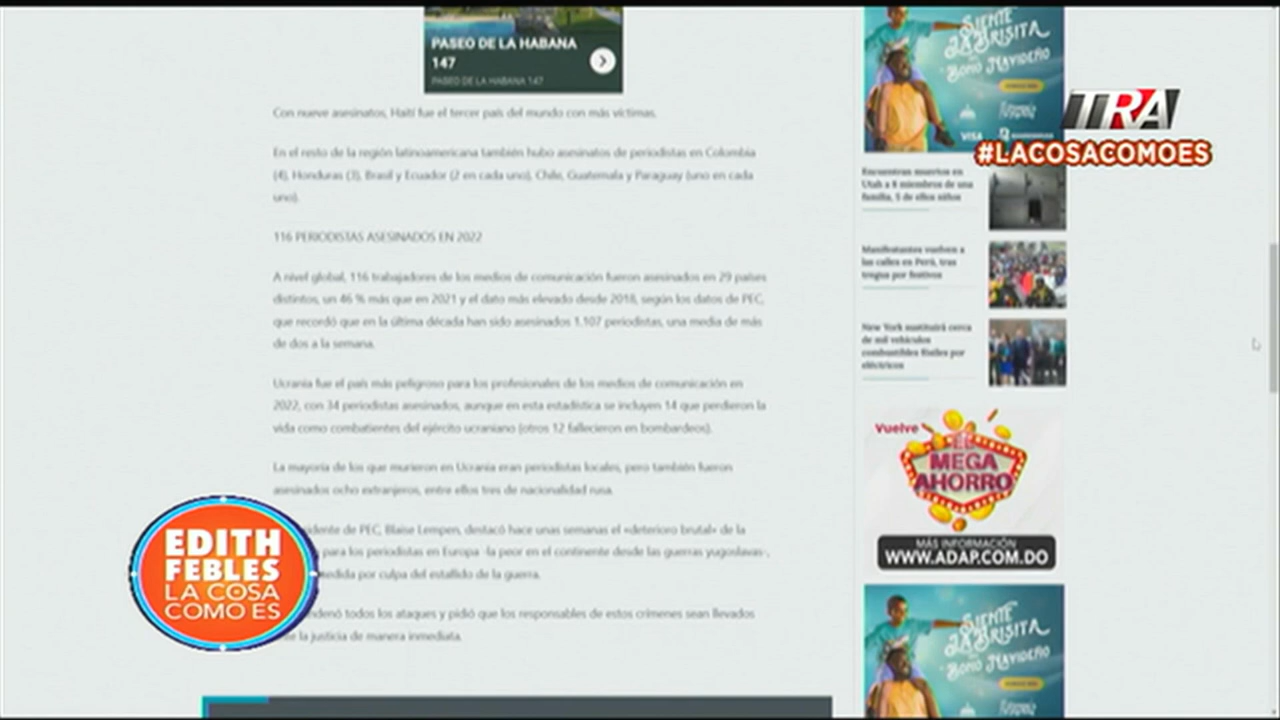 PASEO DE LA HABANA
147
PASEO DE LA HABANA 147
Con nueve asesinatos, Haití fue el tercer país del mundo con más víctimas.
En el resto de la región latinoamericana también hubo asesinatos de periodistas en Colombia
(4), Honduras (3), Brasil y Ecuador (2 en cada uno), Chile, Guatemala y Paraguay (uno en cada
uno).
116 PERIODISTAS ASESINADOS EN 2022
A nivel global, 116 trabajadores de los medios de comunicación fueron asesinados en 29 países
distintos, un 46 % más que en 2021 y el dato más elevado desde 2018, según los datos de PEC,
que recordó que en la última década han sido asesinados 1.107 periodistas, una media de más
de dos a la semana.
Ucrania fue el país más peligroso para los profesionales de los medios de comunicación en
2022, con 34 periodistas asesinados, aunque en esta estadística se incluyen 14 que perdieron la
vida como combatientes del ejército ucraniano (otros 12 fallecieron en bombardeos).
La mayoría de los que murieron en Ucrania eran periodistas locales, pero también fueron
asesinados ocho extranjeros, entre ellos tres de nacionalidad rusa.
idente de PEC, Blaise Lempen, destacó hace unas semanas el «deterioro brutal» de la
para los periodistas en Europa -la peor en el continente desde las guerras yugoslavas-,
edida por culpa del estallido de la guerra.
denó todos los ataques y pidió que los responsables de estos crímenes sean llevados
la justicia de manera inmediata.
EDITH
FEBLES
LA COSA
COMO ES
SIENTE
LA BRISITA
BONO NAVIDEÑO
VISA
TRA
#LACOSACOMOES
Encuentran muertos en
Utah a 8 miembros de una
familia, 5 de ellos niños
Manifestantes vuelven a
las calles en Perú, tras
tregua por festivos
New York sustituirá cerca
de mil vehículos
combustibles fósiles por
eléctricos
Vuelve
EL
MEGA
AHORRO
MÁS INFORMACIÓN
WWW.ADAP.COM.DO
SIENTE
LA BRISITA
BONO NAVIDEÑO